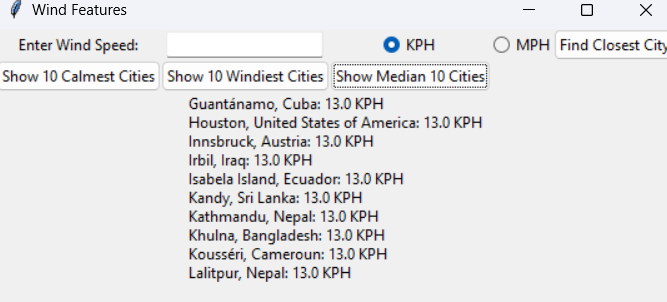 Wind Features
Enter Wind Speed: KPH MPH Find Closest City
Show 10 Calmest Cities Show 10 Windiest Cities Show Median 10 Cities
Guantánamo, Cuba: 13.0 KPH
Houston, United States of America: 13.0 KPH
Innsbruck, Austria: 13.0 KPH
Irbil, Iraq: 13.0 KPH
Isabela Island, Ecuador: 13.0 KPH
Kandy, Sri Lanka: 13.0 KPH
Kathmandu, Nepal: 13.0 KPH
Khulna, Bangladesh: 13.0 KPH
Kousséri, Cameroun: 13.0 KPH
Lalitpur, Nepal: 13.0 KPH